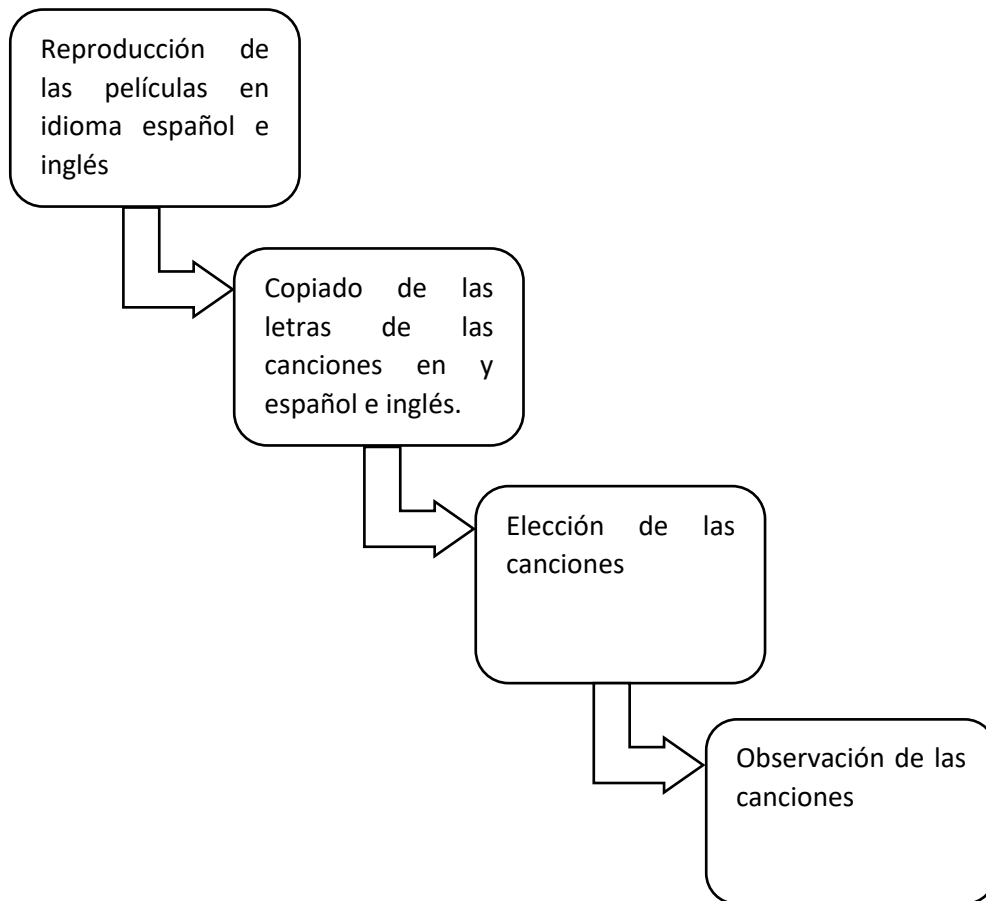 Reproducción de
las películas en
idioma español e
inglés
Copiado de las
letras de las
canciones en y
español e inglés.
Elección de las
canciones
Observación de las
canciones